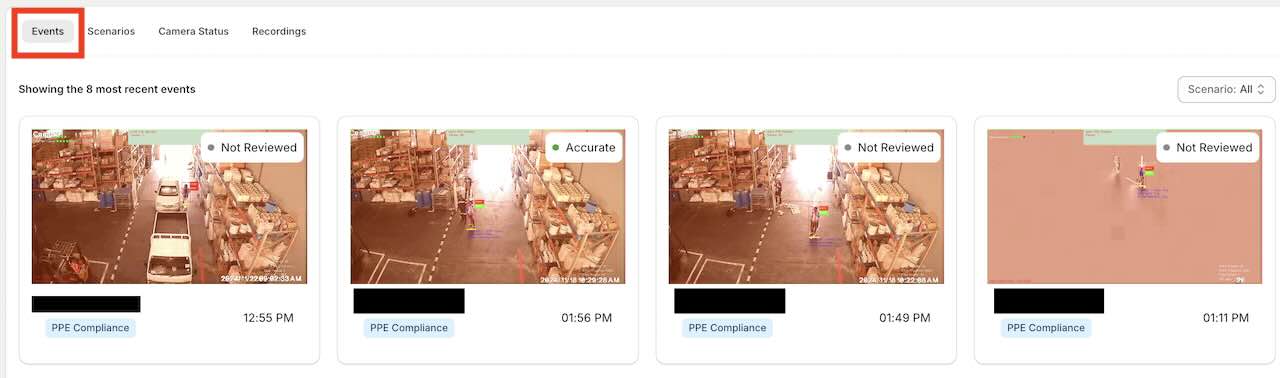 Events Scenarios Camera Status Recordings
Showing the 8 most recent events
Scenario: All
Not Reviewed
Accurate
Not Reviewed
Not Reviewed
12:55 PM
PPE Compliance
01:56 PM
PPE Compliance
01:49 PM
PPE Compliance
01:11 PM
PPE Compliance